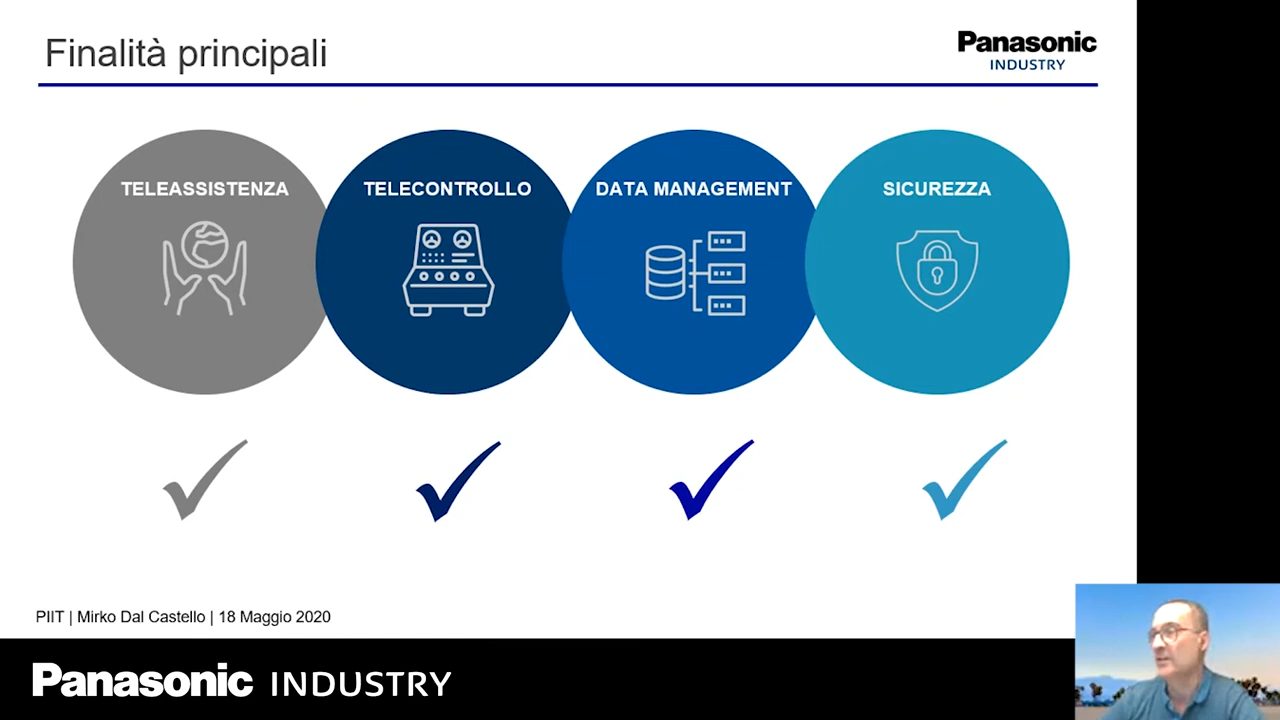 Finalità principali
Panasonic
INDUSTRY
TELEASSISTENZA
TELECONTROLLO
DATA MANAGEMENT
SICUREZZA
PIIT | Mirko Dal Castello | 18 Maggio 2020
Panasonic INDUSTRY